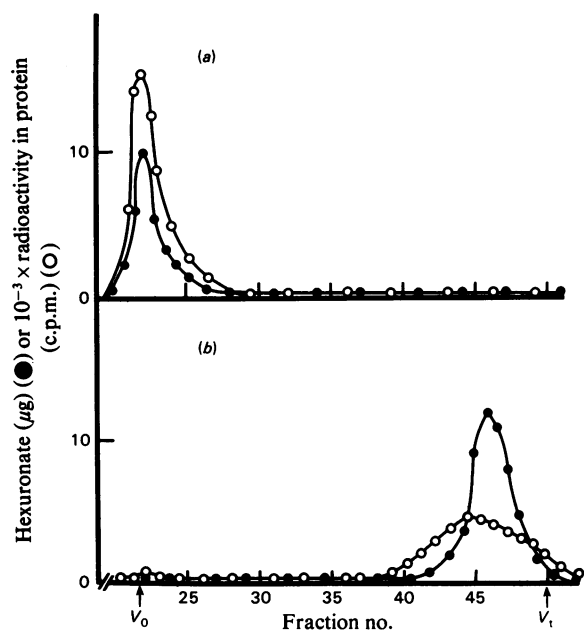 Hexuronate (μg) (●) or 10⁻³ × radioactivity in protein
(c.p.m.) (○)
(a)
10
0
(b)
10
0
25
30
35
40
45
50
V₀
Fraction no.
Vₜ